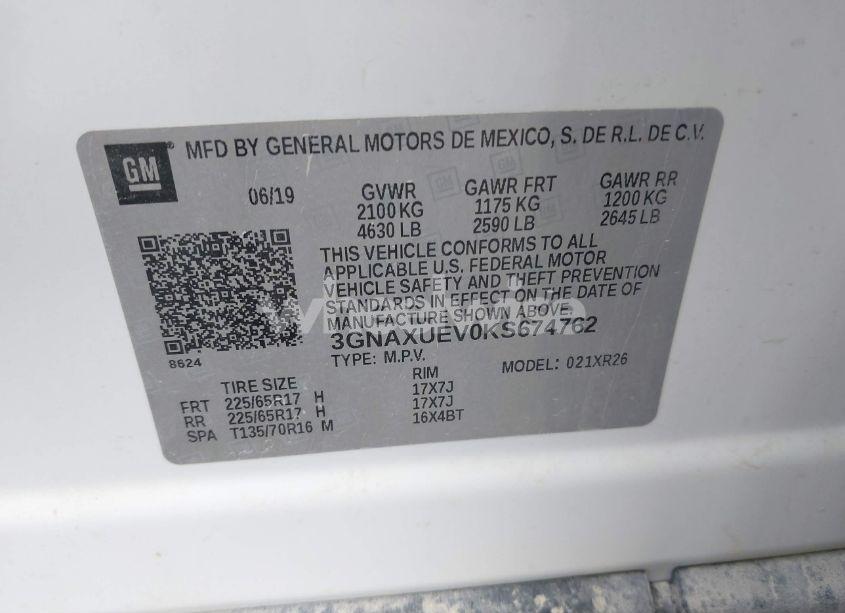 GM
MFD BY GENERAL MOTORS DE MEXICO, S. DE R.L. DE C.V.
06/19
GVWR GAWR FRT GAWR RR
2100 KG 1175 KG 1200 KG
4630 LB 2590 LB 2645 LB
THIS VEHICLE CONFORMS TO ALL
APPLICABLE U.S. FEDERAL MOTOR
VEHICLE SAFETY AND THEFT PREVENTION
STANDARDS IN EFFECT ON THE DATE OF
MANUFACTURE SHOWN ABOVE.
3GNAXUEV0KS674762
8624
TYPE: M.P.V. MODEL: 021XR26
TIRE SIZE RIM
FRT 225/65R17 H 17X7J
RR 225/65R17 H 17X7J
SPA T135/70R16 M 16X4BT